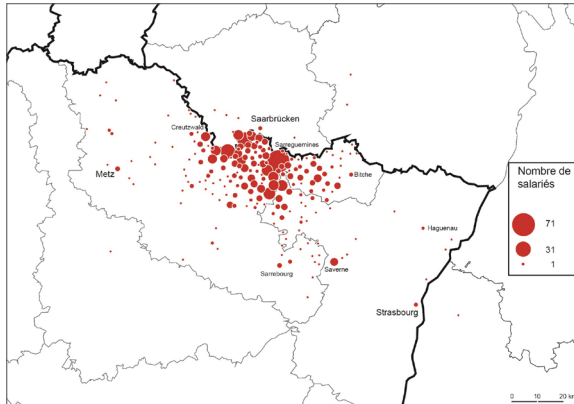 Saarbrücken
Creutzwald
Sarreguemines
Metz
Bitche
Nombre de
salariés
71
31
1
Haguenau
Saverne
Sarrebourg
Strasbourg
0 10 20 km